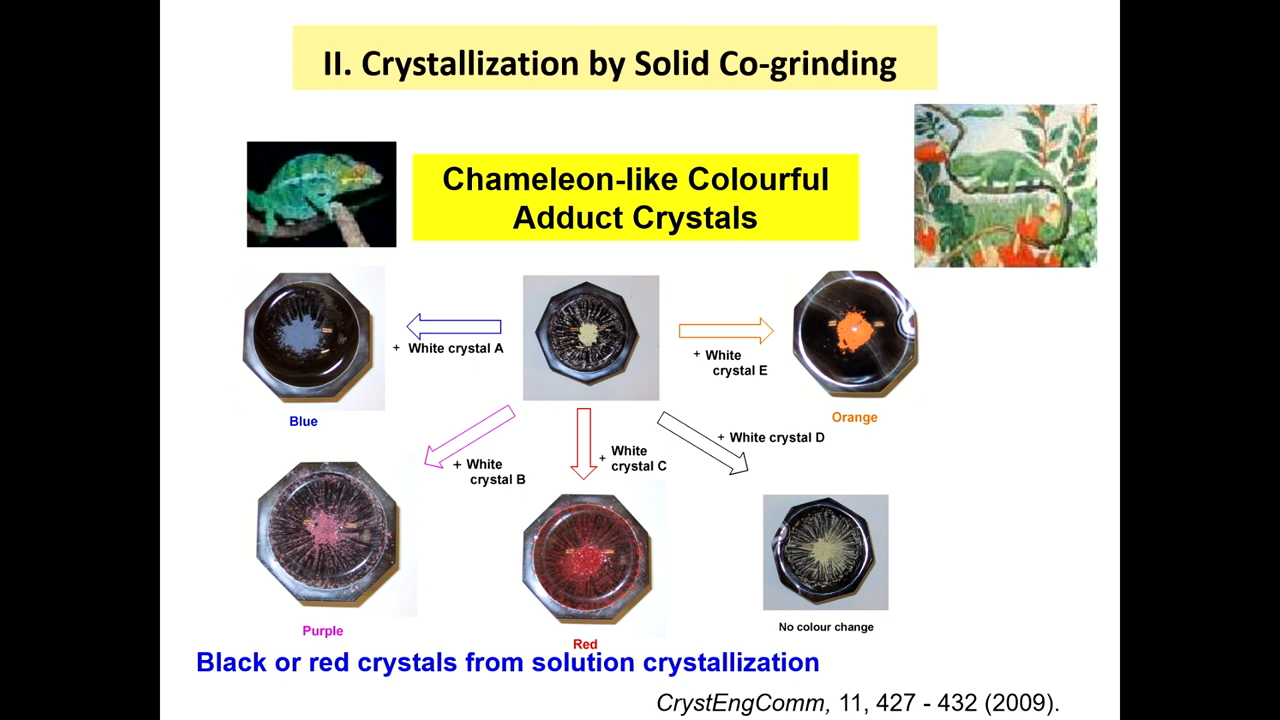 II. Crystallization by Solid Co-grinding
Chameleon-like Colourful
Adduct Crystals
+ White crystal A
+ White
crystal E
Blue
Orange
+ White
crystal B
+ White
crystal C
+ White crystal D
Purple
Red
No colour change
Black or red crystals from solution crystallization
CrystEngComm, 11, 427 - 432 (2009).